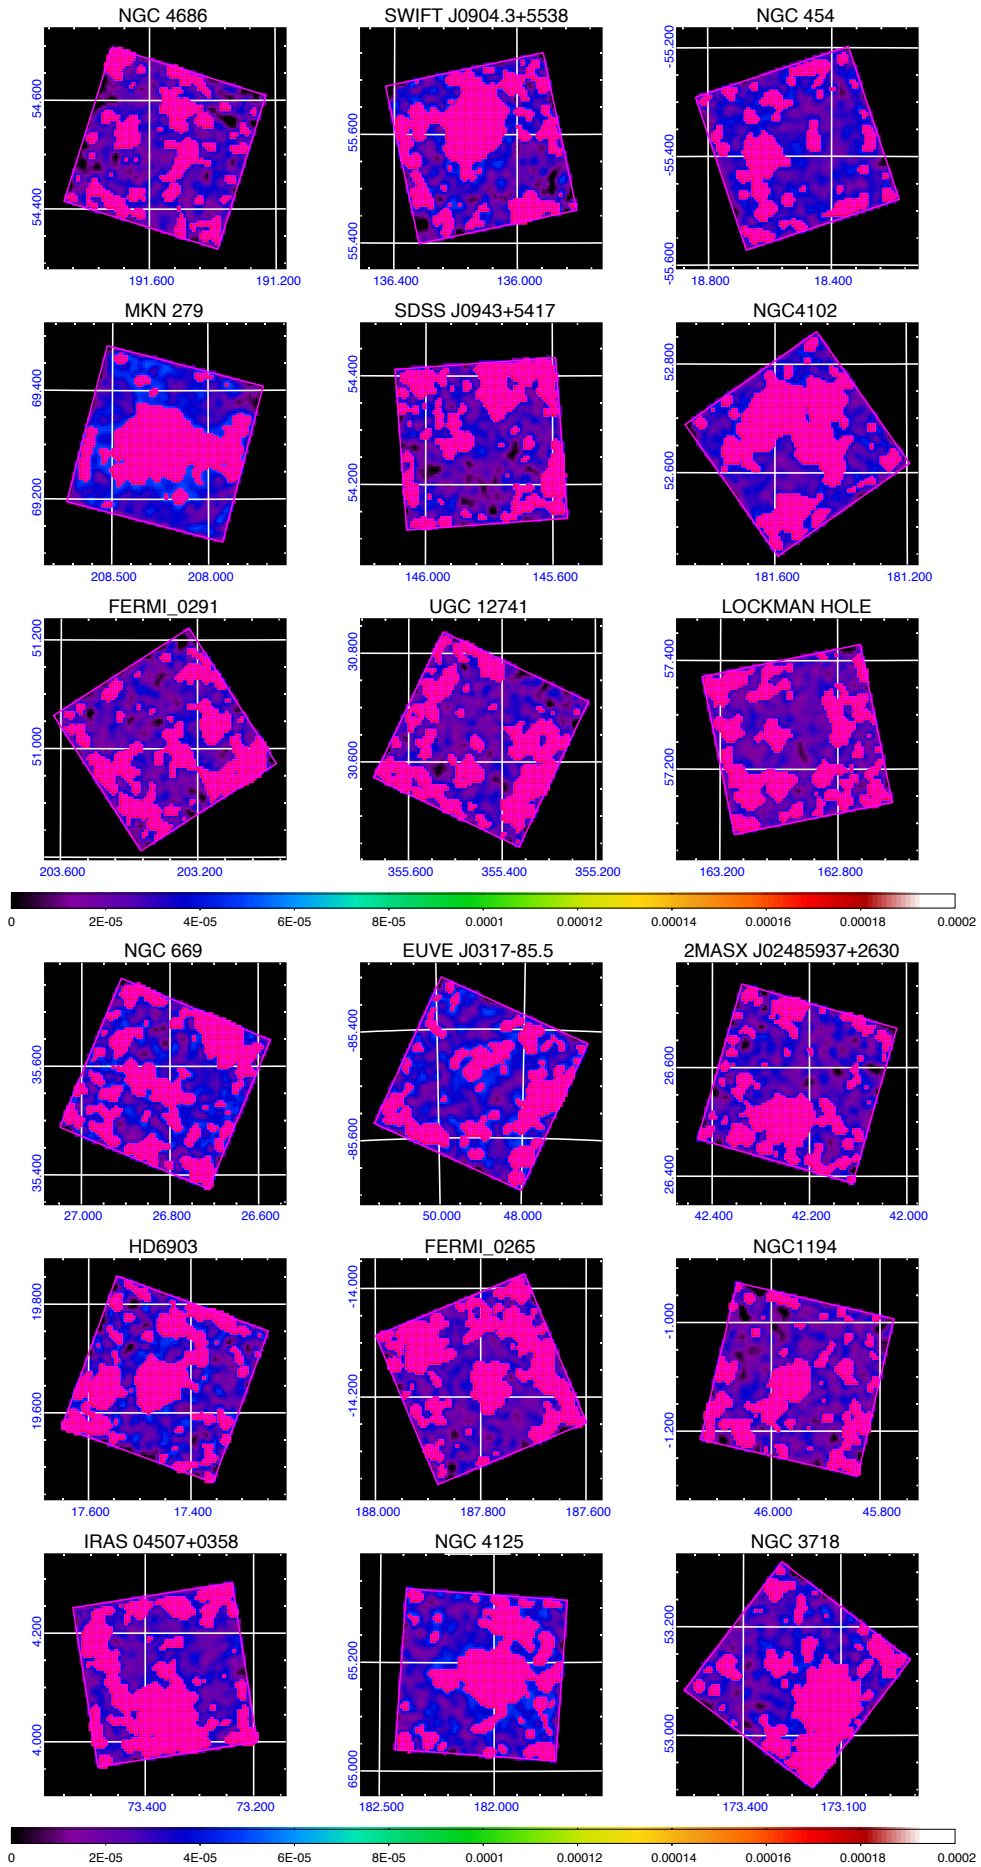 NGC 4686 SWIFT J0904.3+5538 NGC 454
54.600 55.600 -55.200
54.400 55.400 -55.400
-55.600
191.600 191.200 136.400 136.000 18.800 18.400
MKN 279 SDSS J0943+5417 NGC4102
69.400 54.400 52.800
69.200 54.200 52.600
208.500 208.000 146.000 145.600 181.600 181.200
FERMI_0291 UGC 12741 LOCKMAN HOLE
51.200 30.800 57.400
51.000 30.600 57.200
203.600 203.200 355.600 355.400 355.200 163.200 162.800
0 2E-05 4E-05 6E-05 8E-05 0.0001 0.00012 0.00014 0.00016 0.00018 0.0002
NGC 669 EUVE J0317-85.5 2MASX J02485937+2630
35.600 -85.400 26.600
35.400 -85.600 26.400
27.000 26.800 26.600 50.000 48.000 42.400 42.200 42.000
HD6903 FERMI_0265 NGC1194
19.800 -14.000 -1.000
19.600 -14.200 -1.200
17.600 17.400 188.000 187.800 187.600 46.000 45.800
IRAS 04507+0358 NGC 4125 NGC 3718
4.200 65.200 53.200
4.000 65.000 53.000
73.400 73.200 182.500 182.000 173.400 173.100
0 2E-05 4E-05 6E-05 8E-05 0.0001 0.00012 0.00014 0.00016 0.00018 0.0002